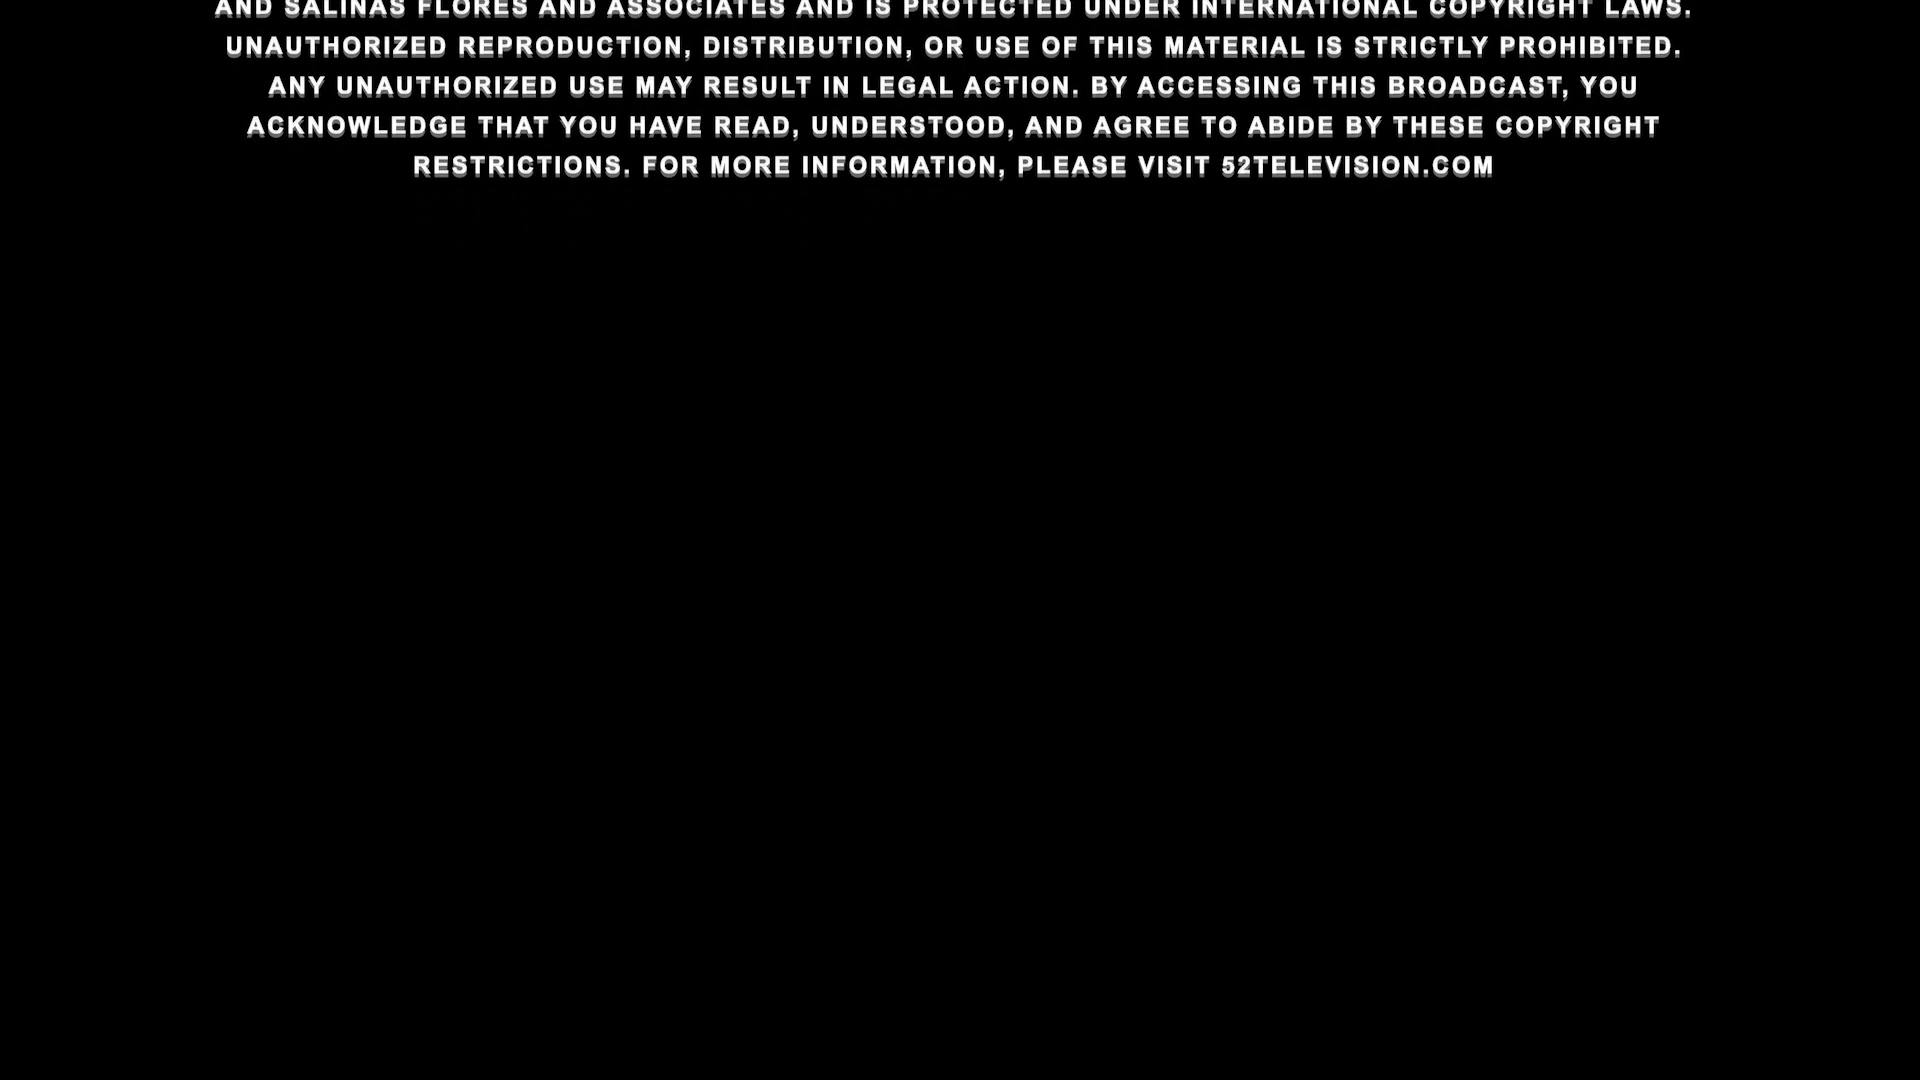 AND SALINAS FLORES AND ASSOCIATES AND IS PROTECTED UNDER INTERNATIONAL COPYRIGHT LAWS.
UNAUTHORIZED REPRODUCTION, DISTRIBUTION, OR USE OF THIS MATERIAL IS STRICTLY PROHIBITED.
ANY UNAUTHORIZED USE MAY RESULT IN LEGAL ACTION. BY ACCESSING THIS BROADCAST, YOU
ACKNOWLEDGE THAT YOU HAVE READ, UNDERSTOOD, AND AGREE TO ABIDE BY THESE COPYRIGHT
RESTRICTIONS. FOR MORE INFORMATION, PLEASE VISIT 52TELEVISION.COM